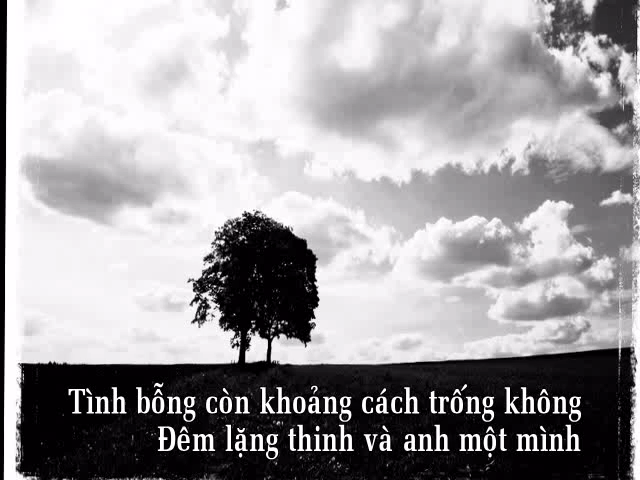 Tình bỗng còn khoảng cách trống không
Đêm lặng thinh và anh một mình